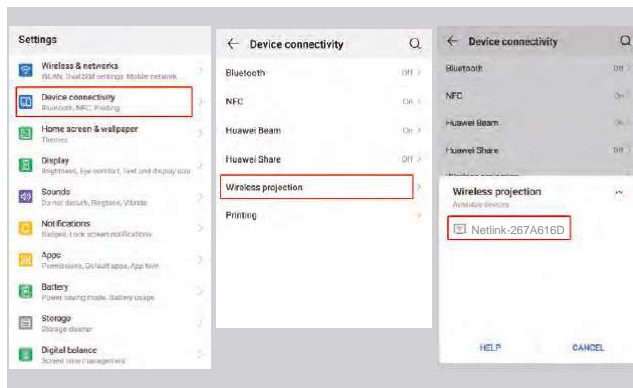 Settings
Wireless & networks
WLAN, Dual SIM settings, Mobile network
Device connectivity
Bluetooth, NFC, Printing
Home screen & wallpaper
Themes
Display
Brightness, Eye comfort, Text and display size
Sounds
Do not disturb, Ringtone, Vibrate
Notifications
Badges, Lock screen notifications
Apps
Permissions, Default apps, App twin
Battery
Power saving mode, Battery usage
Storage
Storage cleaner
Digital balance
Screen time management
Device connectivity
Bluetooth Off
NFC On
Huawei Beam On
Huawei Share Off
Wireless projection
Printing
Device connectivity
Bluetooth Off
NFC On
Huawei Beam On
Huawei Share Off
Wireless projection
Wireless projection
Available devices
Netlink-267A616D
HELP CANCEL